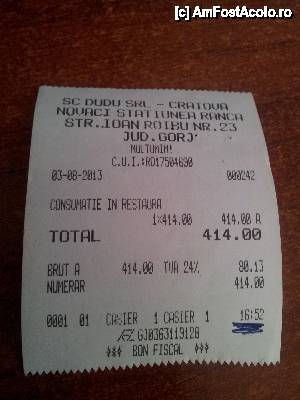 [c] AmFostAcolo.ro
SC DUDU SRL - CRAIOVA
NOVACI STATIUNEA RANCA
STR..IOAN ROIBU NR.23
JUD.GORJ
MULTUMIM!
C.U.I.:RO17504690
03-08-2013 000242
CONSUMATIE IN RESTAURA
1X414.00 414.00 A
TOTAL 414.00
BRUT A 414.00 TVA 24% 80.13
NUMERAR 414.00
0001 01 CASIER 1 CASIER 1 16:52
GJ0363119128
*** BON FISCAL ***